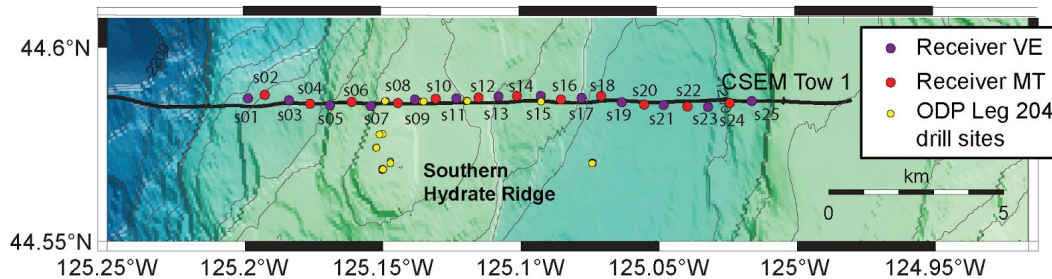 44.6°N
44.55°N
125.25°W 125.2°W 125.15°W 125.1°W 125.05°W 125°W 124.95°W
s02 s04 s06 s08 s10 s12 s14 s16 s18 s20 s22
s01 s03 s05 s07 s09 s11 s13 s15 s17 s19 s21 s23 s24 s25
CSEM Tow 1
Southern
Hydrate Ridge
Receiver VE
Receiver MT
ODP Leg 204
drill sites
km
0 5